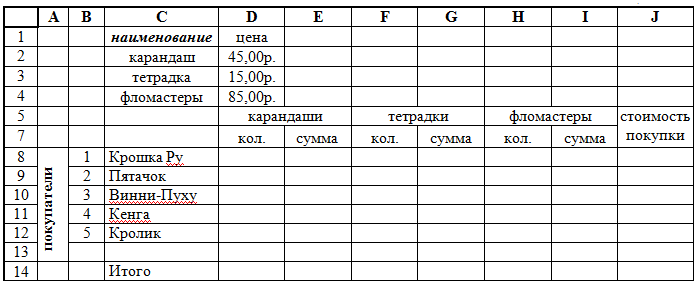 A B C D E F G H I J
1 наименование цена
2 карандаш 45,00р.
3 тетрадка 15,00р.
4 фломастеры 85,00р.
5 карандаши тетрадки фломастеры стоимость
7 кол. сумма кол. сумма кол. сумма покупки
покупатели
8 1 Крошка Ру
9 2 Пятачок
10 3 Винни-Пуху
11 4 Кенга
12 5 Кролик
13
14 Итого